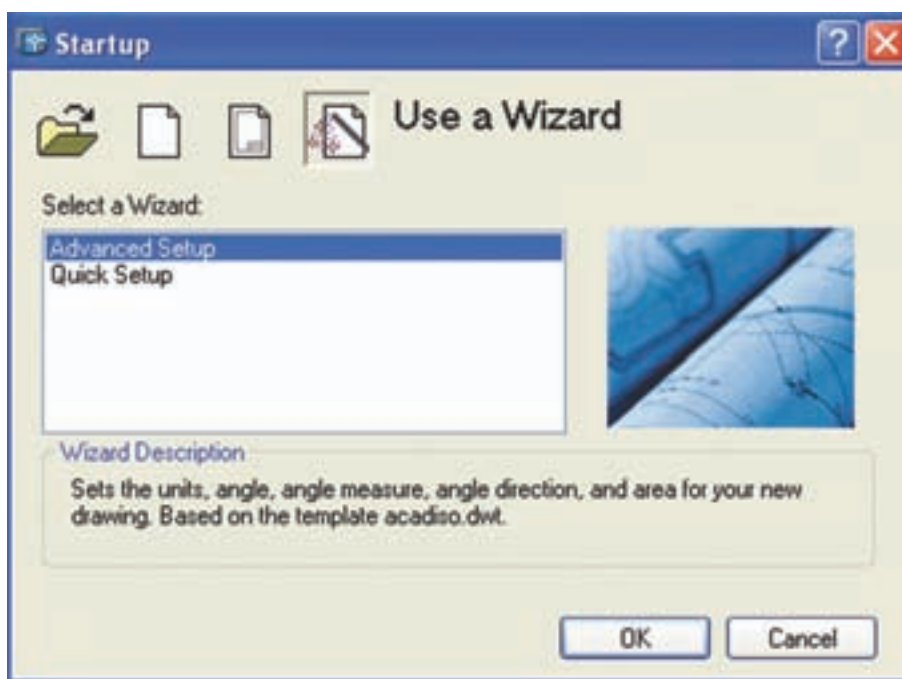 Startup
Use a Wizard
Select a Wizard:
Advanced Setup
Quick Setup
Wizard Description
Sets the units, angle, angle measure, angle direction, and area for your new
drawing. Based on the template acadiso.dwt.
OK
Cancel